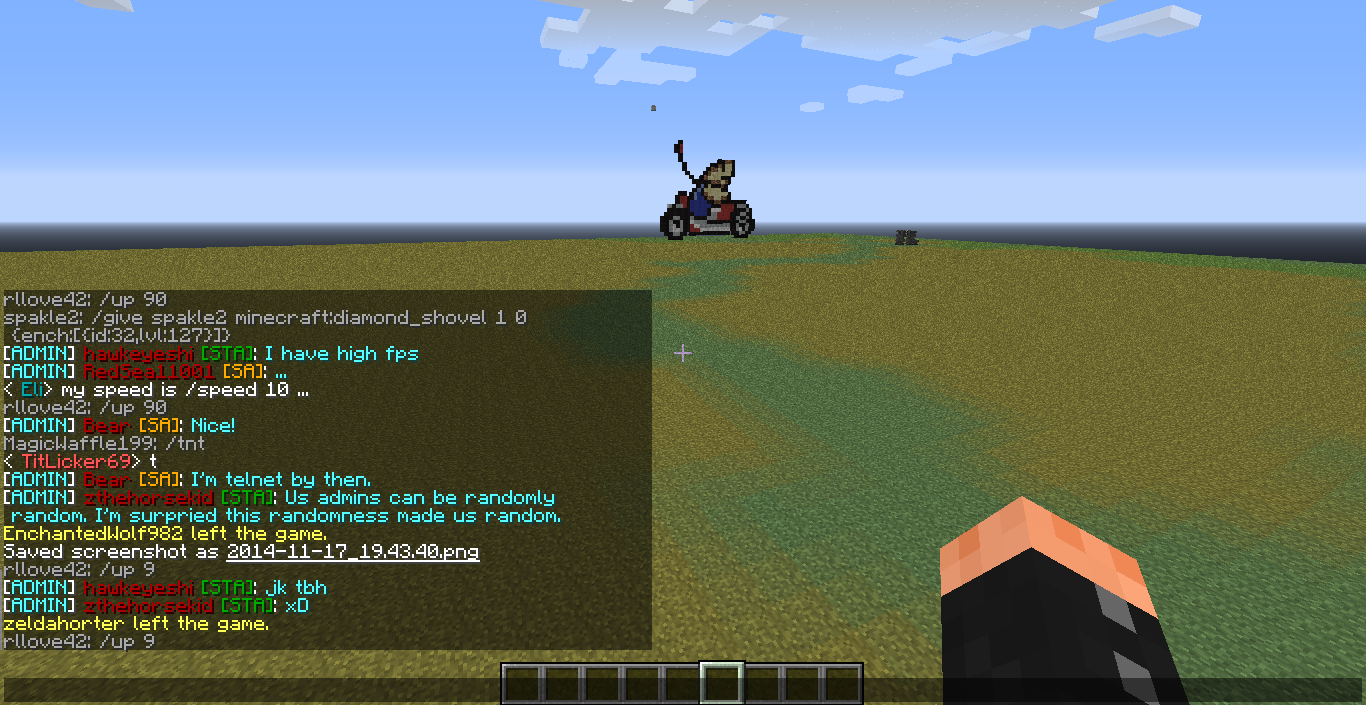 rllove42: /up 90
spakle2: /give spakle2 minecraft:diamond_shovel 1 0
{ench:[{id:32,lvl:127}]}
[ADMIN] hawkeyeshi [STA]: I have high fps
[ADMIN] RedSea11001 [SA]: ...
< Eli> my speed is /speed 10 ...
rllove42: /up 90
[ADMIN] Bear [SA]: Nice!
MagicWaffle199: /tnt
< TitLicker69> t
[ADMIN] Bear [SA]: I'm telnet by then.
[ADMIN] zthehorsekid [STA]: Us admins can be randomly
random. I'm surpried this randomness made us random.
EnchantedWolf982 left the game.
Saved screenshot as 2014-11-17_19.43.40.png
rllove42: /up 9
[ADMIN] hawkeyeshi [STA]: jk tbh
[ADMIN] zthehorsekid [STA]: xD
zeldahorter left the game.
rllove42: /up 9